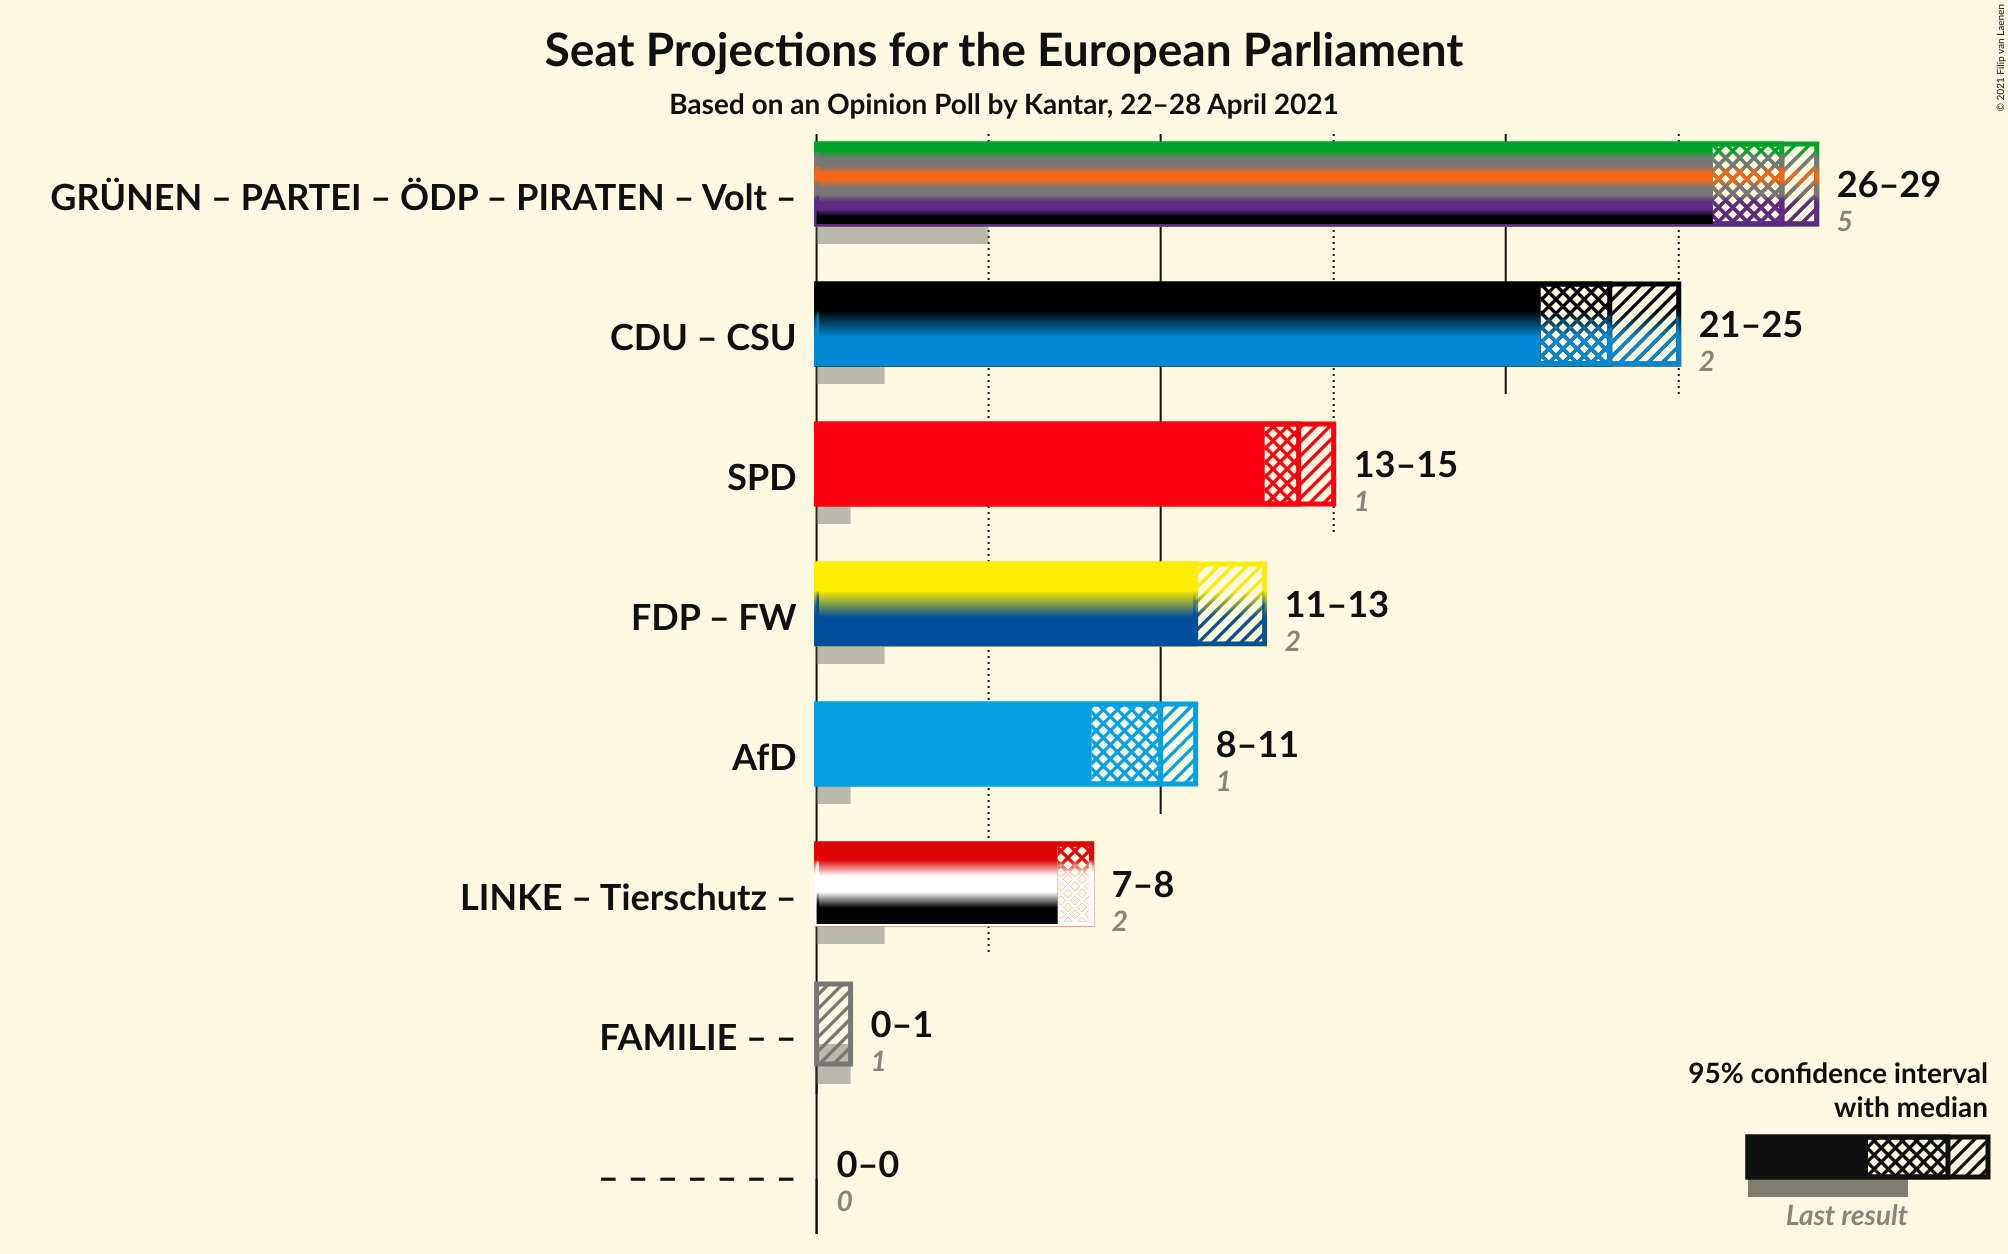 Seat Projections for the European Parliament
Based on an Opinion Poll by Kantar, 22–28 April 2021
© 2021 Filip van Laenen
GRÜNEN – PARTEI – ÖDP – PIRATEN – Volt –
26–29
5
CDU – CSU
21–25
2
SPD
13–15
1
FDP – FW
11–13
2
AfD
8–11
1
LINKE – Tierschutz –
7–8
2
FAMILIE – –
0–1
1
– – – – – – –
0–0
0
95% confidence interval
with median
Last result